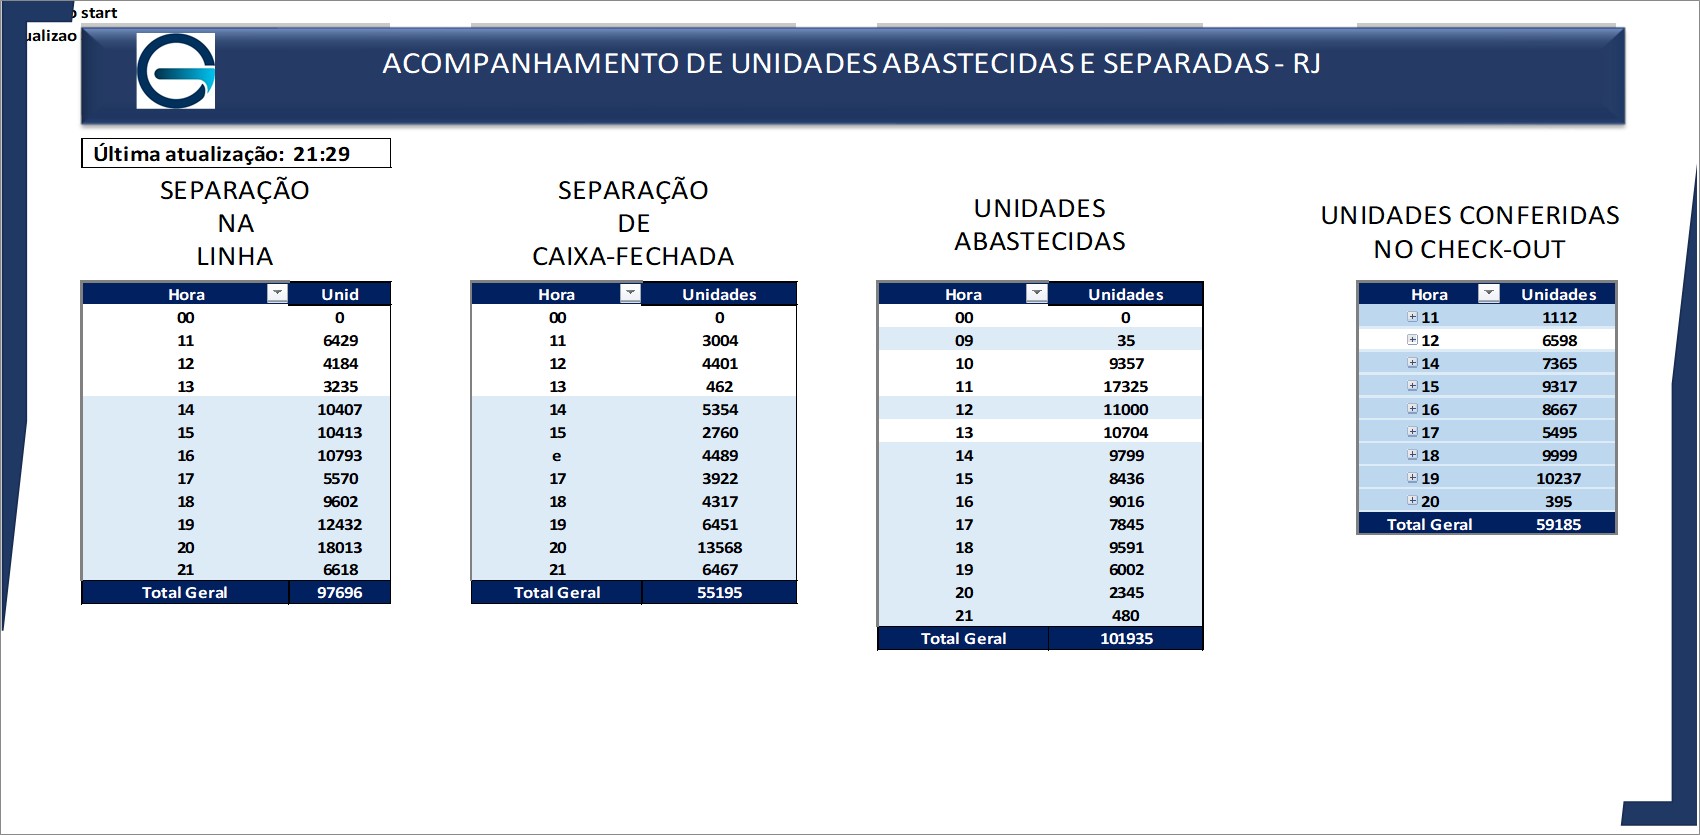 start
ualizao
ACOMPANHAMENTO DE UNIDADES ABASTECIDAS E SEPARADAS - RJ
Última atualização: 21:29
SEPARAÇÃO
NA
LINHA
Hora Unid
00 0
11 6429
12 4184
13 3235
14 10407
15 10413
16 10793
17 5570
18 9602
19 12432
20 18013
21 6618
Total Geral 97696
SEPARAÇÃO
DE
CAIXA-FECHADA
Hora Unidades
00 0
11 3004
12 4401
13 462
14 5354
15 2760
e 4489
17 3922
18 4317
19 6451
20 13568
21 6467
Total Geral 55195
UNIDADES
ABASTECIDAS
Hora Unidades
00 0
09 35
10 9357
11 17325
12 11000
13 10704
14 9799
15 8436
16 9016
17 7845
18 9591
19 6002
20 2345
21 480
Total Geral 101935
UNIDADES CONFERIDAS
NO CHECK-OUT
Hora Unidades
11 1112
12 6598
14 7365
15 9317
16 8667
17 5495
18 9999
19 10237
20 395
Total Geral 59185